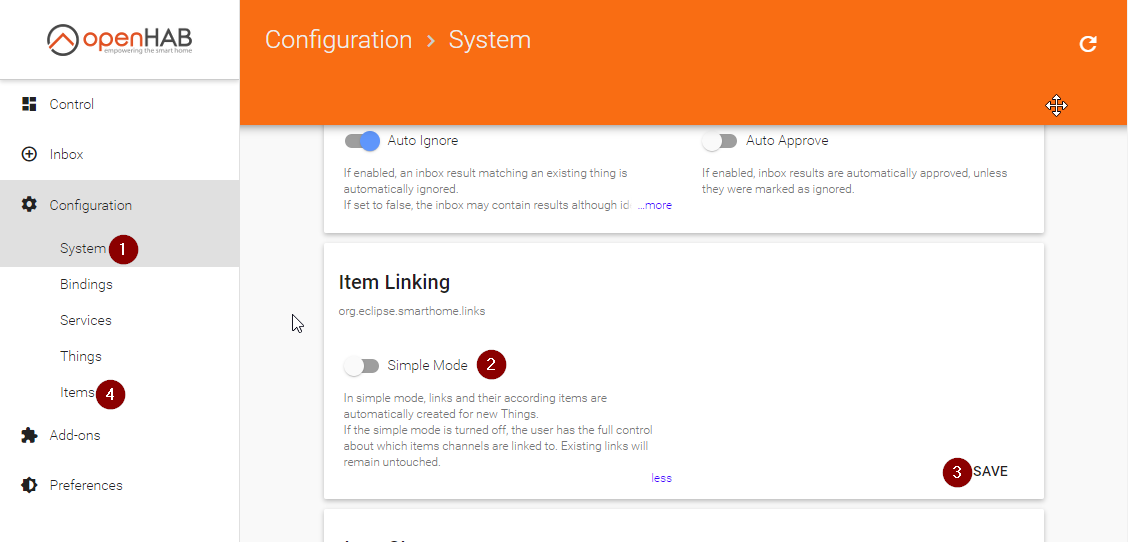 openHAB
empowering the smart home
Configuration > System
Control
Inbox
Configuration
System 1
Bindings
Services
Things
Items 4
Add-ons
Preferences
Auto Ignore
If enabled, an inbox result matching an existing thing is
automatically ignored.
If set to false, the inbox may contain results although
...more
Auto Approve
If enabled, inbox results are automatically approved, unless
they were marked as ignored.
Item Linking
org.eclipse.smarthome.links
Simple Mode 2
In simple mode, links and their according items are
automatically created for new Things.
If the simple mode is turned off, the user has the full control
about which items channels are linked to. Existing links will
remain untouched.
less
3 SAVE